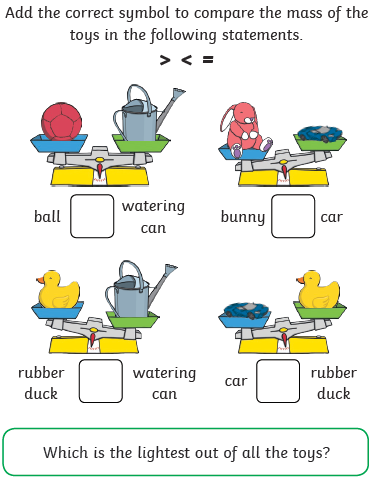 Add the correct symbol to compare the mass of the
toys in the following statements.
> < =
ball
watering
can
bunny
car
rubber
duck
watering
can
car
rubber
duck
Which is the lightest out of all the toys?